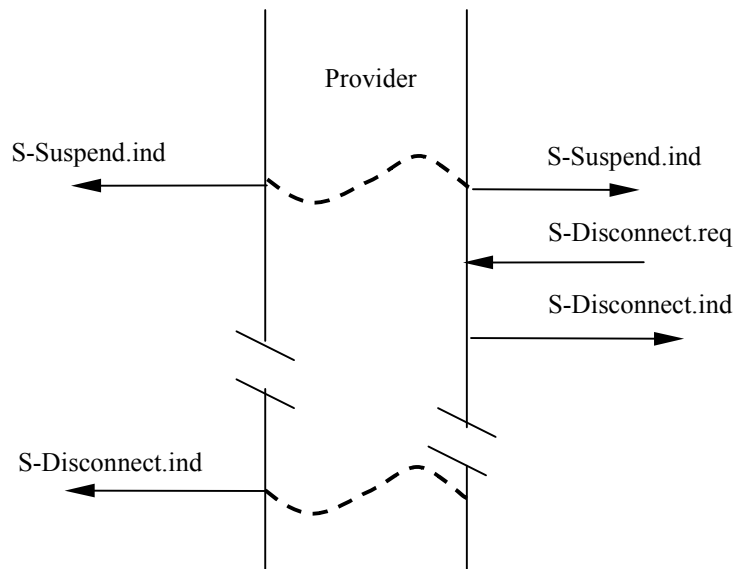 Provider
S-Suspend.ind
S-Suspend.ind
S-Disconnect.req
S-Disconnect.ind
S-Disconnect.ind